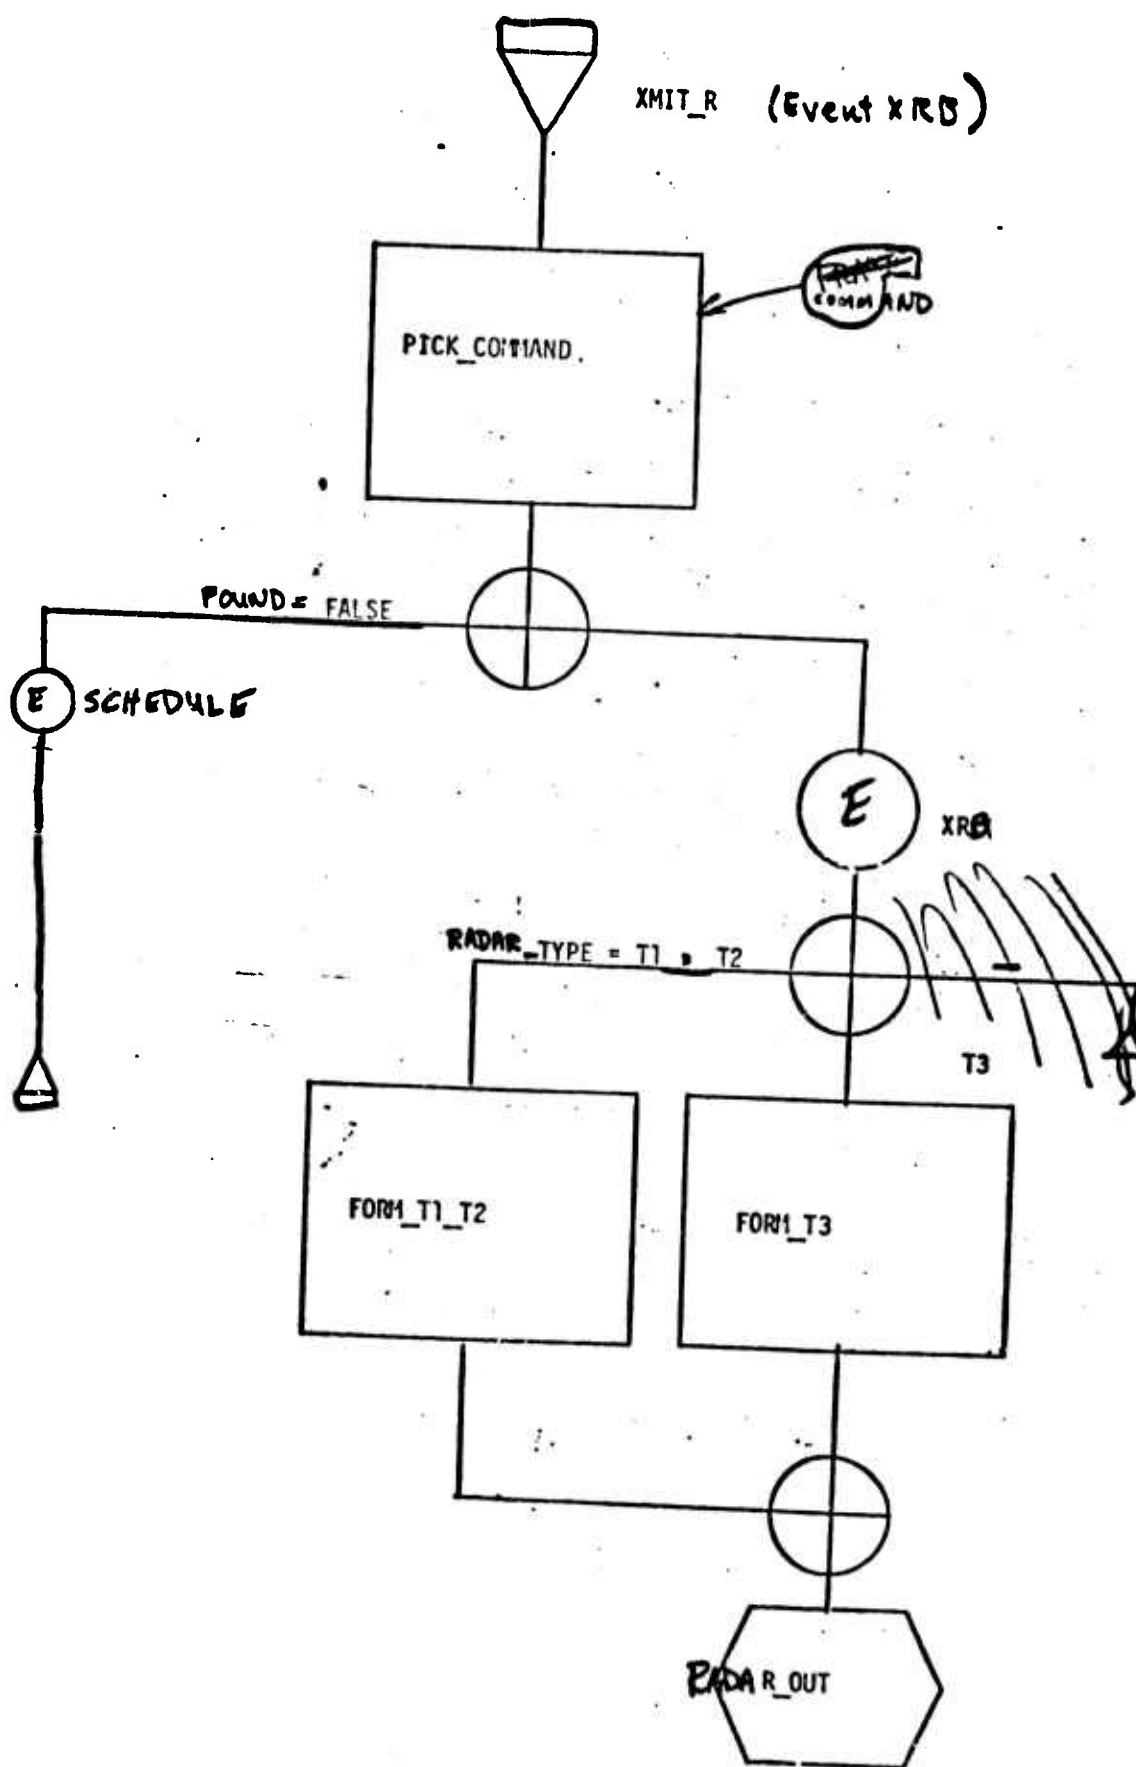 XMIT_R (Event XRB)
COMMAND
PICK_COMMAND.
FOUND = FALSE
E SCHEDULE
E
XRB
RADAR_TYPE = T1 , T2
T3
FORM_T1_T2
FORM_T3
RADAR_OUT